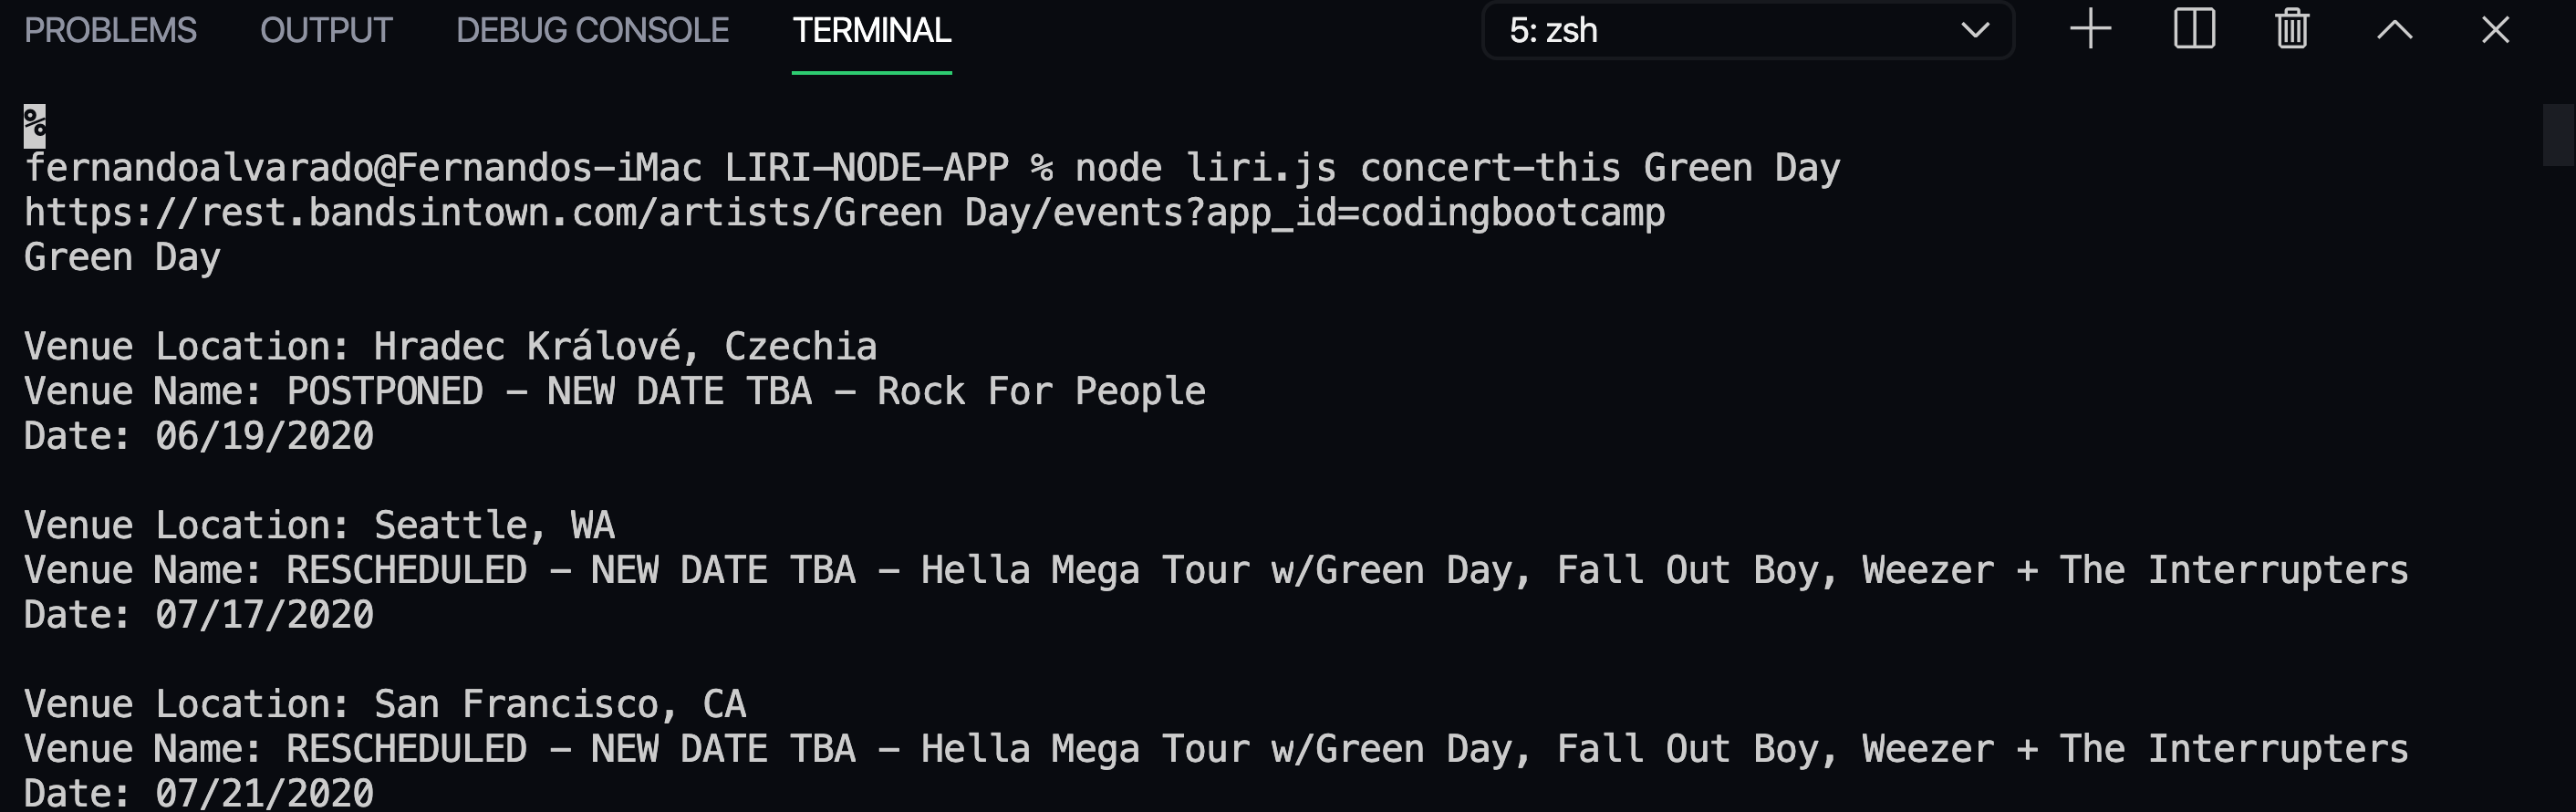 PROBLEMS OUTPUT DEBUG CONSOLE TERMINAL 5: zsh
%
fernandoalvarado@Fernandos-iMac LIRI-NODE-APP % node liri.js concert-this Green Day
https://rest.bandsintown.com/artists/Green Day/events?app_id=codingbootcamp
Green Day
Venue Location: Hradec Králové, Czechia
Venue Name: POSTPONED - NEW DATE TBA - Rock For People
Date: 06/19/2020
Venue Location: Seattle, WA
Venue Name: RESCHEDULED - NEW DATE TBA - Hella Mega Tour w/Green Day, Fall Out Boy, Weezer + The Interrupters
Date: 07/17/2020
Venue Location: San Francisco, CA
Venue Name: RESCHEDULED - NEW DATE TBA - Hella Mega Tour w/Green Day, Fall Out Boy, Weezer + The Interrupters
Date: 07/21/2020